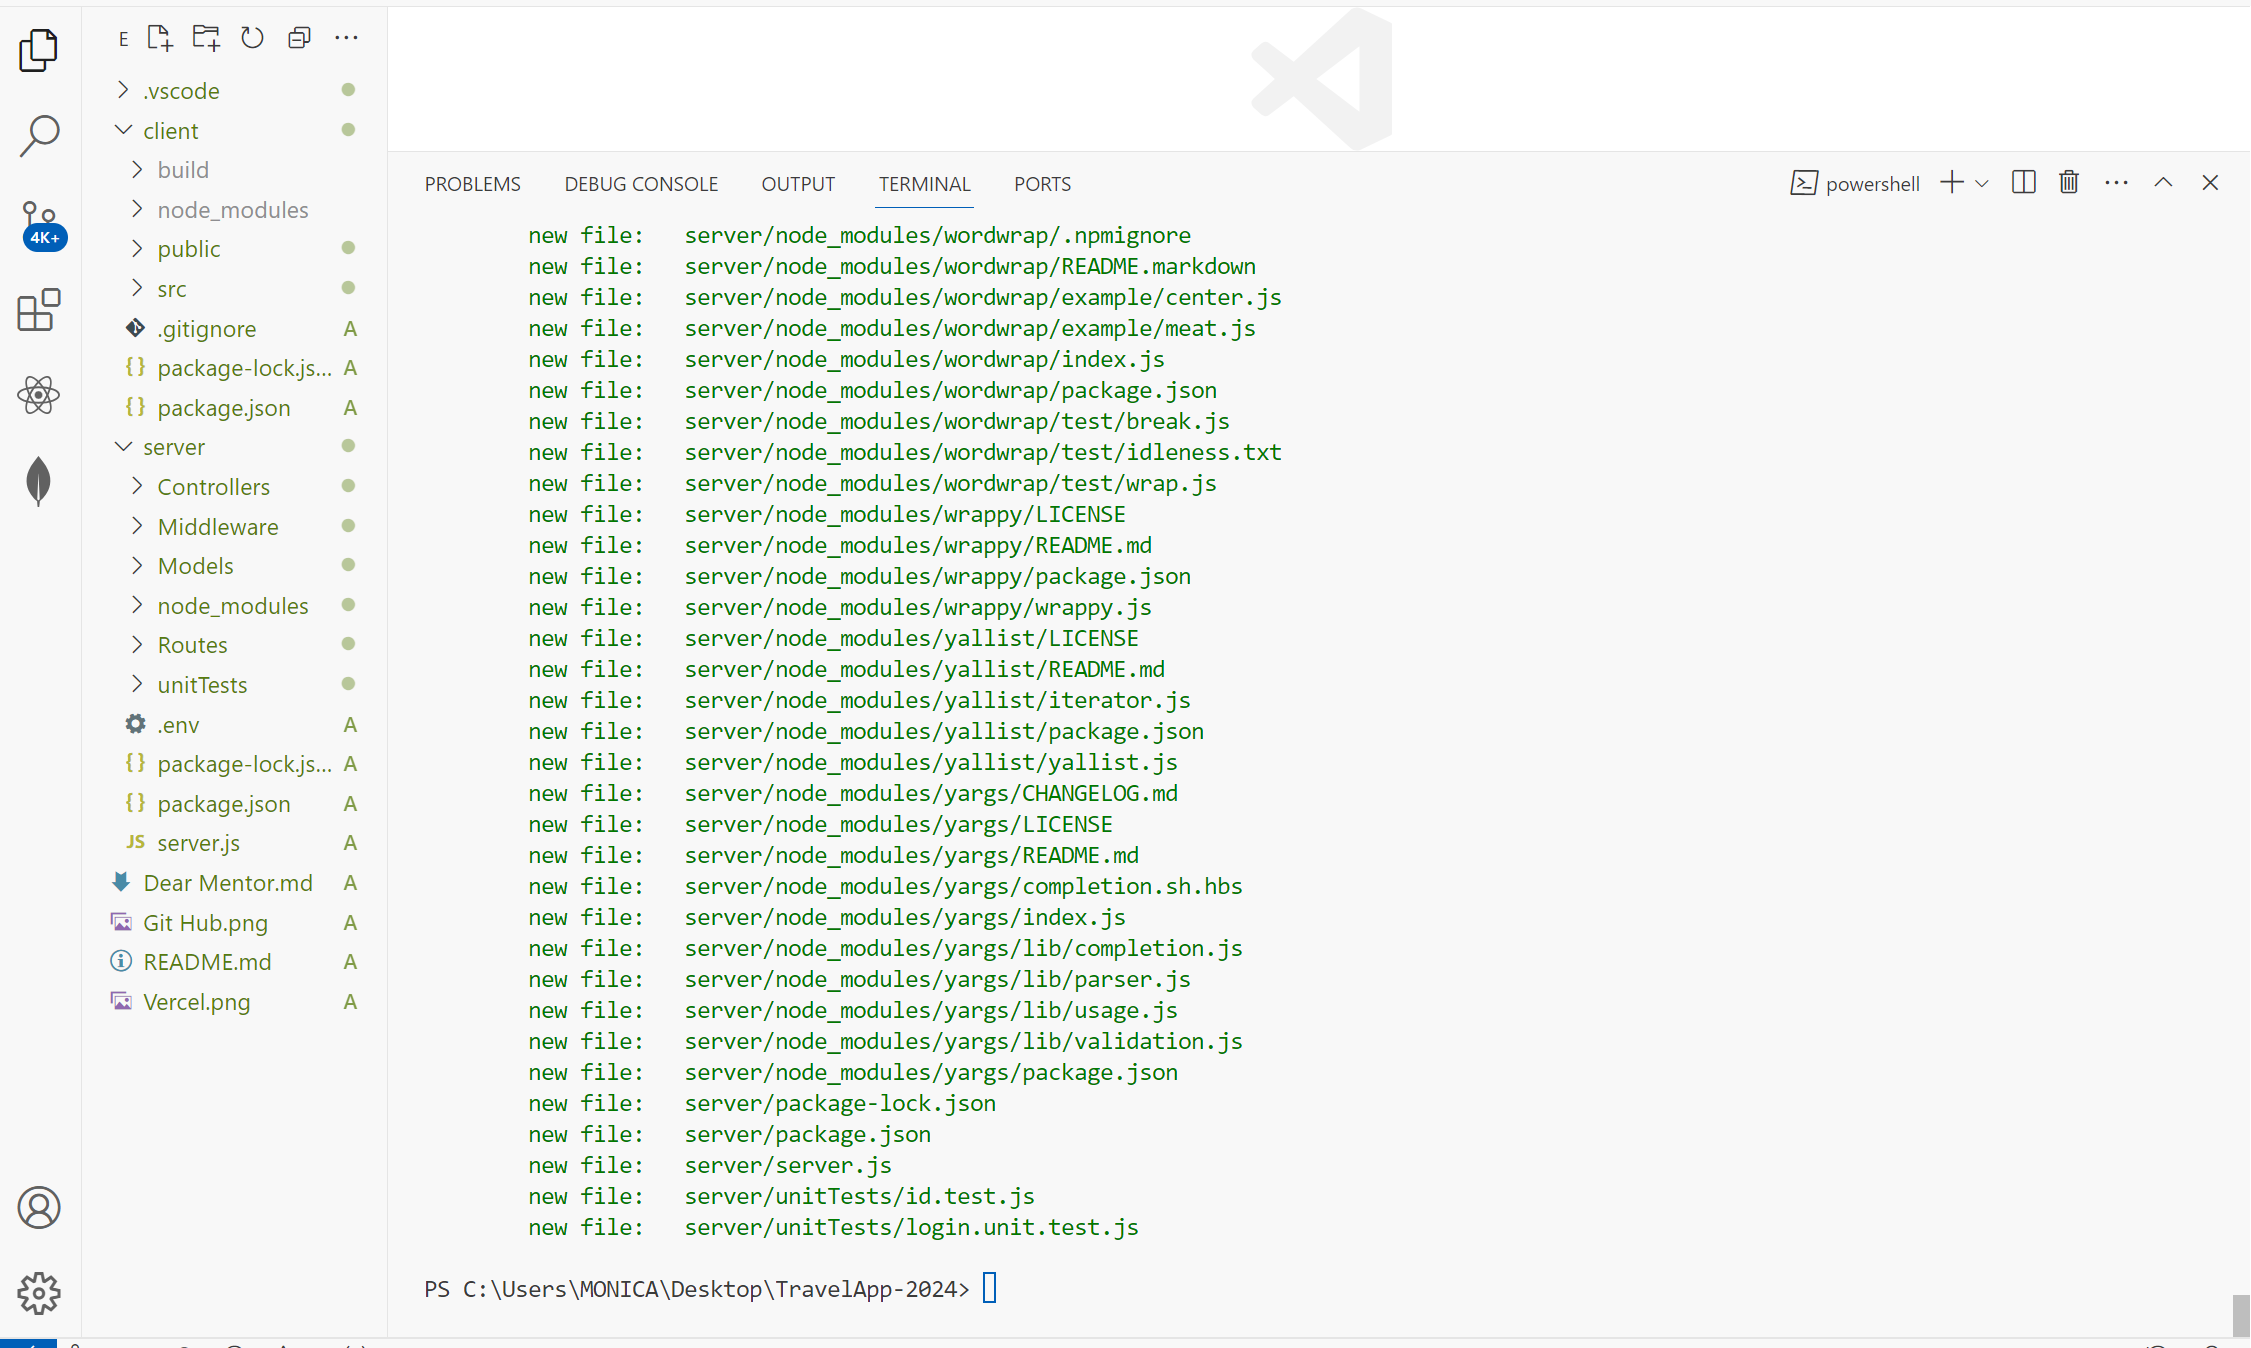 E
.vscode
client
build
node_modules
public
src
.gitignore A
package-lock.js... A
package.json A
server
Controllers
Middleware
Models
node_modules
Routes
unitTests
.env A
package-lock.js... A
package.json A
JS server.js A
Dear Mentor.md A
Git Hub.png A
README.md A
Vercel.png A
4K+
PROBLEMS DEBUG CONSOLE OUTPUT TERMINAL PORTS powershell
new file: server/node_modules/wordwrap/.npmignore
new file: server/node_modules/wordwrap/README.markdown
new file: server/node_modules/wordwrap/example/center.js
new file: server/node_modules/wordwrap/example/meat.js
new file: server/node_modules/wordwrap/index.js
new file: server/node_modules/wordwrap/package.json
new file: server/node_modules/wordwrap/test/break.js
new file: server/node_modules/wordwrap/test/idleness.txt
new file: server/node_modules/wordwrap/test/wrap.js
new file: server/node_modules/wrappy/LICENSE
new file: server/node_modules/wrappy/README.md
new file: server/node_modules/wrappy/package.json
new file: server/node_modules/wrappy/wrappy.js
new file: server/node_modules/yallist/LICENSE
new file: server/node_modules/yallist/README.md
new file: server/node_modules/yallist/iterator.js
new file: server/node_modules/yallist/package.json
new file: server/node_modules/yallist/yallist.js
new file: server/node_modules/yargs/CHANGELOG.md
new file: server/node_modules/yargs/LICENSE
new file: server/node_modules/yargs/README.md
new file: server/node_modules/yargs/completion.sh.hbs
new file: server/node_modules/yargs/index.js
new file: server/node_modules/yargs/lib/completion.js
new file: server/node_modules/yargs/lib/parser.js
new file: server/node_modules/yargs/lib/usage.js
new file: server/node_modules/yargs/lib/validation.js
new file: server/node_modules/yargs/package.json
new file: server/package-lock.json
new file: server/package.json
new file: server/server.js
new file: server/unitTests/id.test.js
new file: server/unitTests/login.unit.test.js
PS C:\Users\MONICA\Desktop\TravelApp-2024>